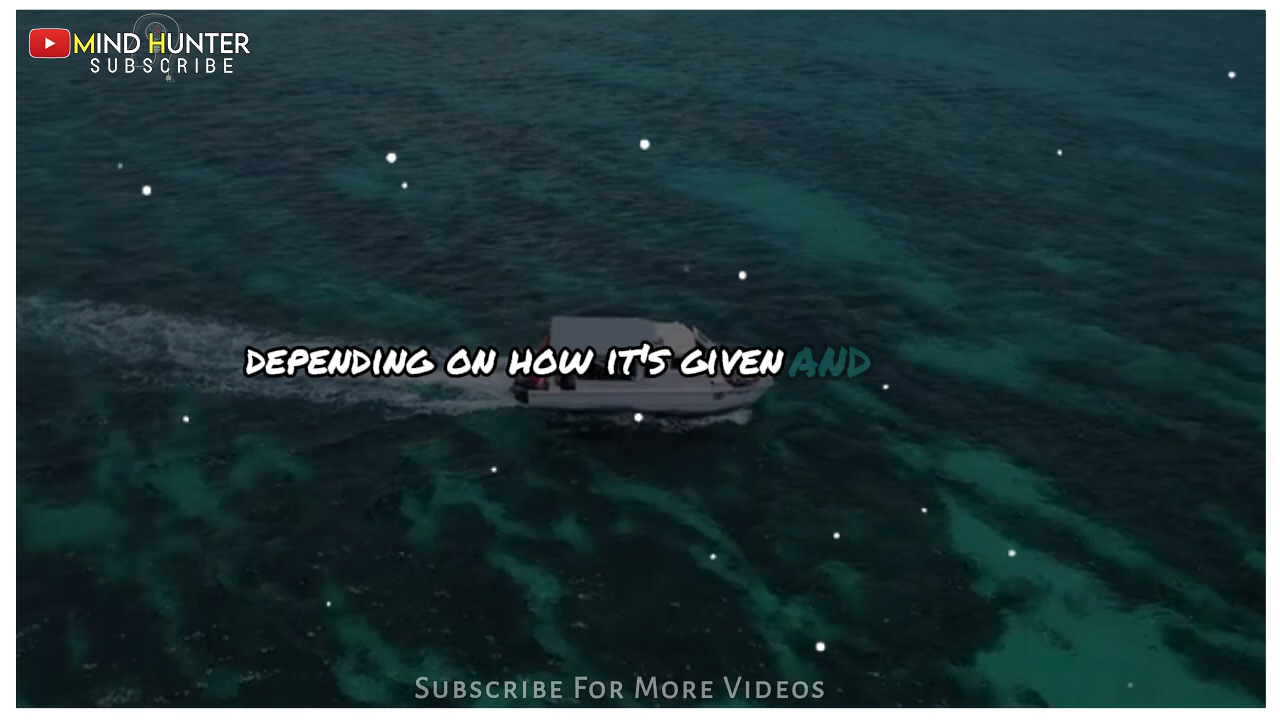 MIND HUNTER
SUBSCRIBE
DEPENDING ON HOW IT'S GIVEN AND
SUBSCRIBE FOR MORE VIDEOS